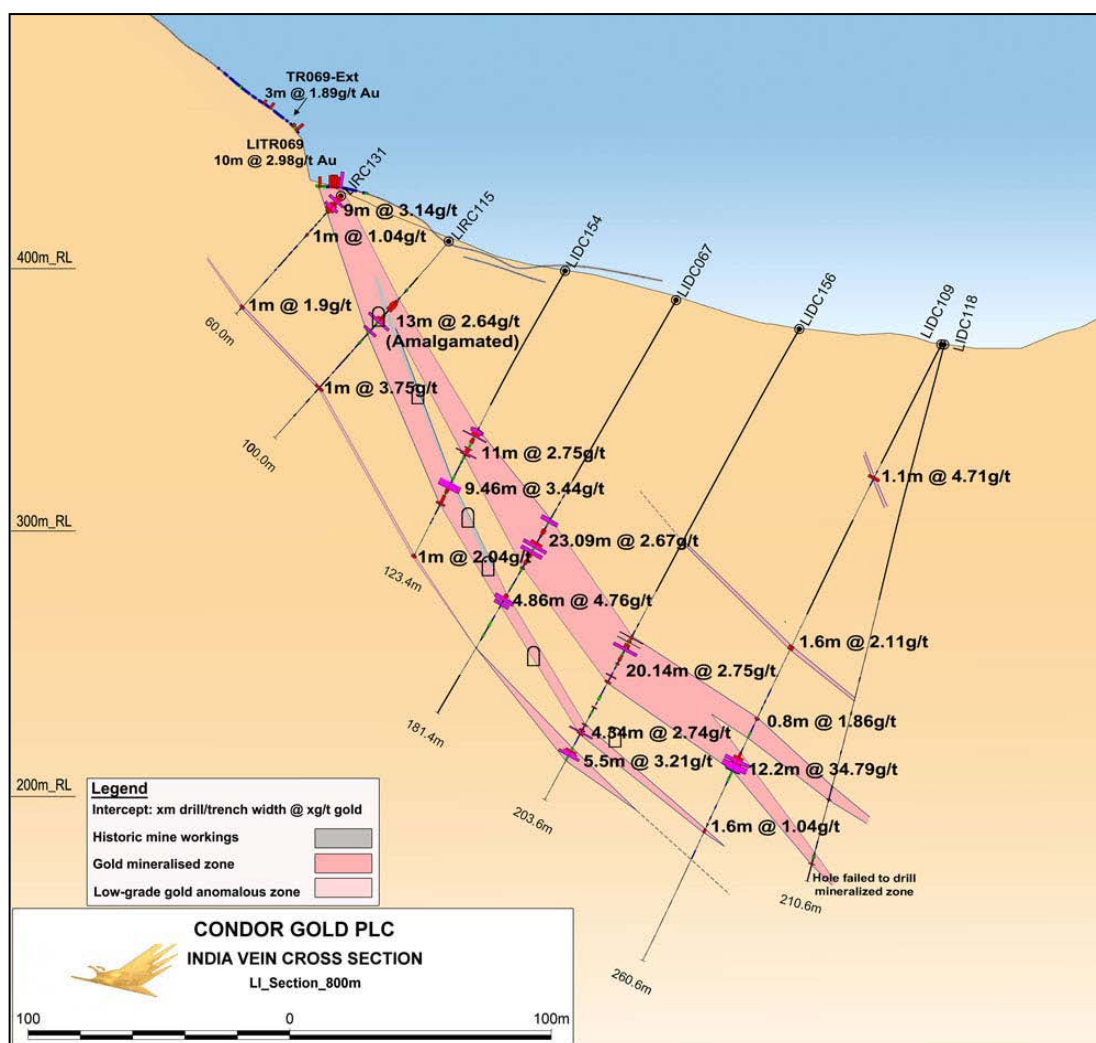 TR069-Ext
3m @ 1.89g/t Au
LITR069
10m @ 2.98g/t Au
LIRC131
LIRC115
LIDC154
LIDC067
LIDC156
LIDC109
LIDC118
9m @ 3.14g/t
1m @ 1.04g/t
400m_RL
1m @ 1.9g/t
60.0m
13m @ 2.64g/t
(Amalgamated)
1m @ 3.75g/t
100.0m
11m @ 2.75g/t
1.1m @ 4.71g/t
9.46m @ 3.44g/t
300m_RL
23.09m @ 2.67g/t
1m @ 2.04g/t
123.4m
4.86m @ 4.76g/t
1.6m @ 2.11g/t
20.14m @ 2.75g/t
181.4m
0.8m @ 1.86g/t
4.34m @ 2.74g/t
5.5m @ 3.21g/t
12.2m @ 34.79g/t
200m_RL
203.6m
1.6m @ 1.04g/t
Hole failed to drill
mineralized zone
210.6m
260.6m
Legend
Intercept: xm drill/trench width @ xg/t gold
Historic mine workings
Gold mineralised zone
Low-grade gold anomalous zone
CONDOR GOLD PLC
INDIA VEIN CROSS SECTION
LI_Section_800m
100
0
100m